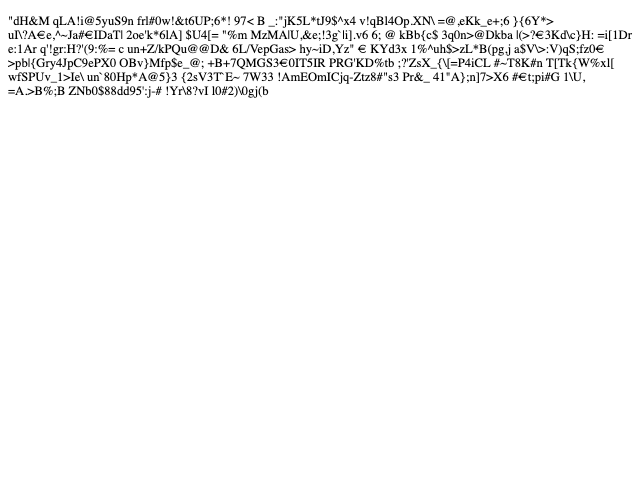 "dH&M qLA!i@5yuS9n frl#0w!&t6UP;6*! 97< B _:"jK5L*tJ9$^x4 v!qBl4Op.XN\ =@,eKk_e+;6 }{6Y*>
uI\?A€e,^~Ja#€IDaT| 2oe'k*6lA] $U4[= "%m MzMA|U,&e;!3g`li].v6 6; @ kBb{c$ 3q0n>@Dkba |(>?€3Kd\c}H: =i[1Dr
e:1Ar q'!gr:H?'(9:%= c un+Z/kPQu@@D& 6L/VepGas> hy~iD,Yz" € KYd3x 1%^uh$>zL*B(pg,j a$V\>:V)qS;fz0€
>pb|{Gry4JpC9ePX0 OBv}Mfp$e_@; +B+7QMGS3€0IT5IR PRG'KD%tb ;?'ZsX_{\[=P4iCL #~T8K#n T[Tk{W%xl[
wfSPUv_1>Ie\ un`80Hp*A@5}3 {2sV3T`E~ 7W33 !AmEOmICjq-Ztz8#"s3 Pr&_ 41"A};n]7>X6 #€t;pi#G 1\U,
=A.>B%;B ZNb0$88dd95':j-# !Yr\8?vI l0#2)\0gj(b